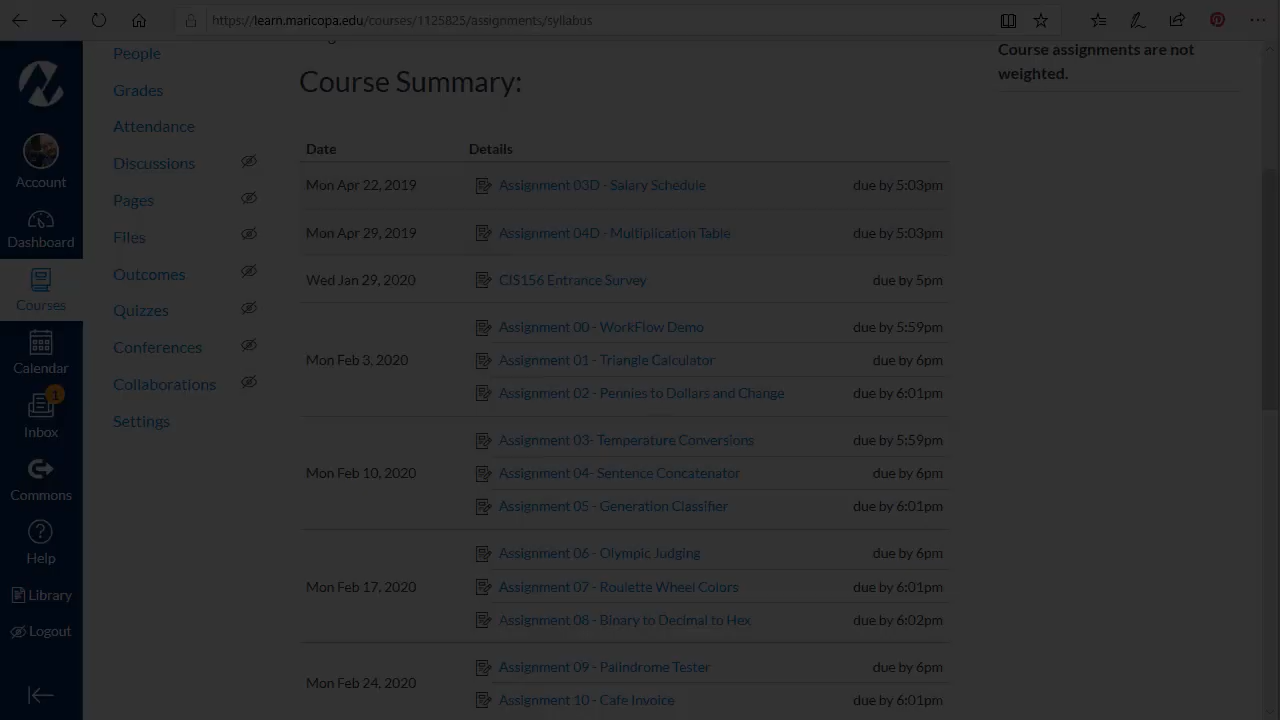 https://learn.maricopa.edu/courses/1125825/assignments/syllabus
Account
Dashboard
Courses
Calendar
1
Inbox
Commons
Help
Library
Logout
People
Grades
Attendance
Discussions
Pages
Files
Outcomes
Quizzes
Conferences
Collaborations
Settings
Course Summary:
Date Details
Mon Apr 22, 2019 Assignment 03D - Salary Schedule due by 5:03pm
Mon Apr 29, 2019 Assignment 04D - Multiplication Table due by 5:03pm
Wed Jan 29, 2020 CIS156 Entrance Survey due by 5pm
Mon Feb 3, 2020
Assignment 00 - WorkFlow Demo due by 5:59pm
Assignment 01 - Triangle Calculator due by 6pm
Assignment 02 - Pennies to Dollars and Change due by 6:01pm
Mon Feb 10, 2020
Assignment 03- Temperature Conversions due by 5:59pm
Assignment 04- Sentence Concatenator due by 6pm
Assignment 05 - Generation Classifier due by 6:01pm
Mon Feb 17, 2020
Assignment 06 - Olympic Judging due by 6pm
Assignment 07 - Roulette Wheel Colors due by 6:01pm
Assignment 08 - Binary to Decimal to Hex due by 6:02pm
Mon Feb 24, 2020
Assignment 09 - Palindrome Tester due by 6pm
Assignment 10 - Cafe Invoice due by 6:01pm
Course assignments are not
weighted.